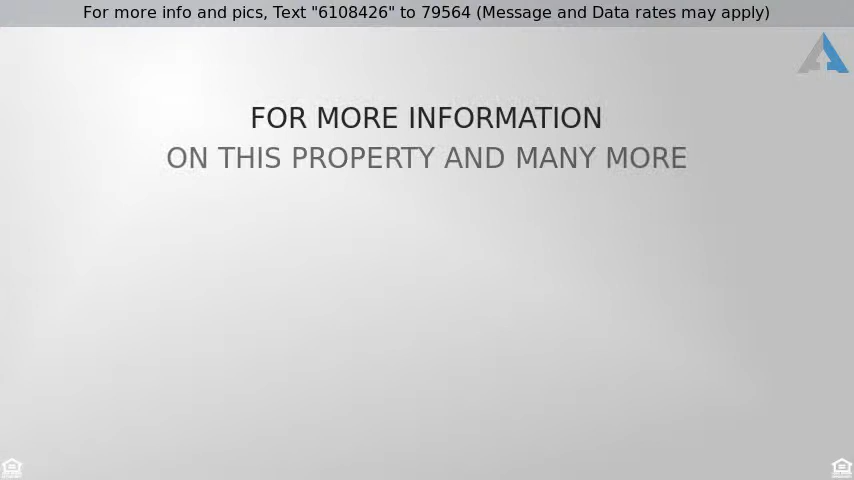 For more info and pics, Text "6108426" to 79564 (Message and Data rates may apply)
FOR MORE INFORMATION
ON THIS PROPERTY AND MANY MORE